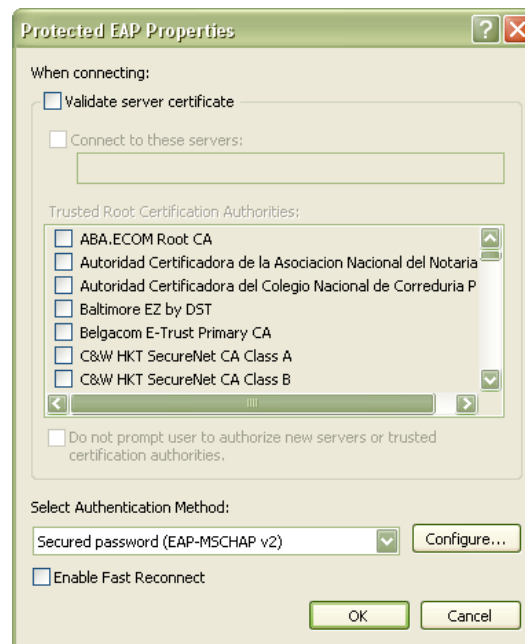 Protected EAP Properties
When connecting:
Validate server certificate
Connect to these servers:
Trusted Root Certification Authorities:
ABA.ECOM Root CA
Autoridad Certificadora de la Asociacion Nacional del Notaria
Autoridad Certificadora del Colegio Nacional de Correduria P
Baltimore EZ by DST
Belgacom E-Trust Primary CA
C&W HKT SecureNet CA Class A
C&W HKT SecureNet CA Class B
Do not prompt user to authorize new servers or trusted
certification authorities.
Select Authentication Method:
Secured password (EAP-MSCHAP v2)
Configure...
Enable Fast Reconnect
OK
Cancel